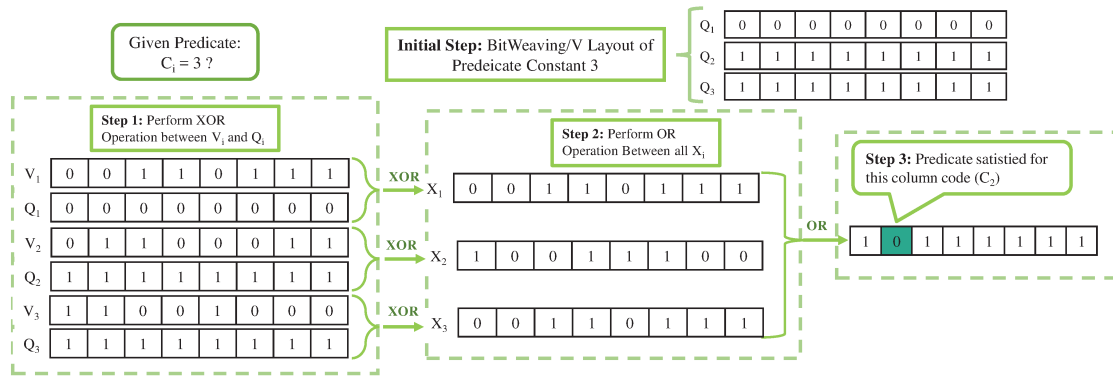 Given Predicate:
C_i = 3 ?
Initial Step: BitWeaving/V Layout of
Predeicate Constant 3
Q_1 0 0 0 0 0 0 0 0
Q_2 1 1 1 1 1 1 1 1
Q_3 1 1 1 1 1 1 1 1
Step 1: Perform XOR
Operation between V_i and Q_i
V_1 0 0 1 1 0 1 1 1
Q_1 0 0 0 0 0 0 0 0
XOR
V_2 0 1 1 0 0 0 1 1
Q_2 1 1 1 1 1 1 1 1
XOR
V_3 1 1 0 0 1 0 0 0
Q_3 1 1 1 1 1 1 1 1
XOR
Step 2: Perform OR
Operation Between all X_i
X_1 0 0 1 1 0 1 1 1
X_2 1 0 0 1 1 1 0 0
X_3 0 0 1 1 0 1 1 1
OR
Step 3: Predicate satistied for
this column code (C_2)
1 0 1 1 1 1 1 1